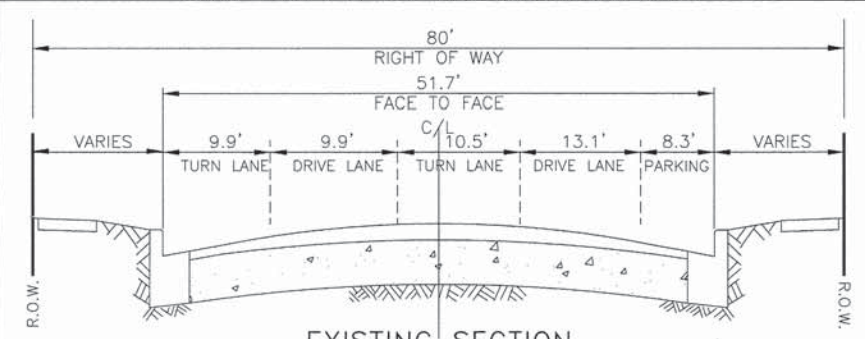 80'
RIGHT OF WAY
51.7'
FACE TO FACE
C/L
VARIES 9.9' 9.9' 10.5' 13.1' 8.3' VARIES
TURN LANE DRIVE LANE TURN LANE DRIVE LANE PARKING
R.O.W. R.O.W.
EXISTING SECTION